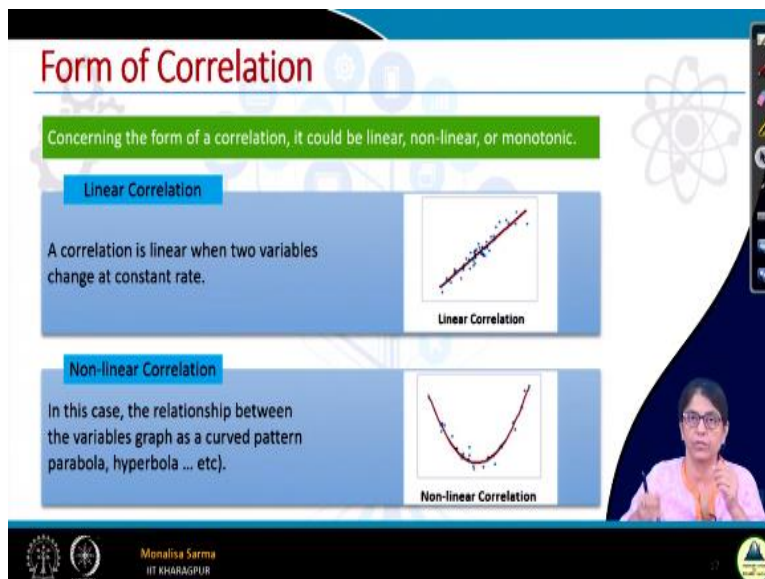 Form of Correlation
Concerning the form of a correlation, it could be linear, non-linear, or monotonic.
Linear Correlation
A correlation is linear when two variables
change at constant rate.
Linear Correlation
Non-linear Correlation
In this case, the relationship between
the variables graph as a curved pattern
parabola, hyperbola ... etc).
Non-linear Correlation
Monalisa Sarma
IIT KHARAGPUR